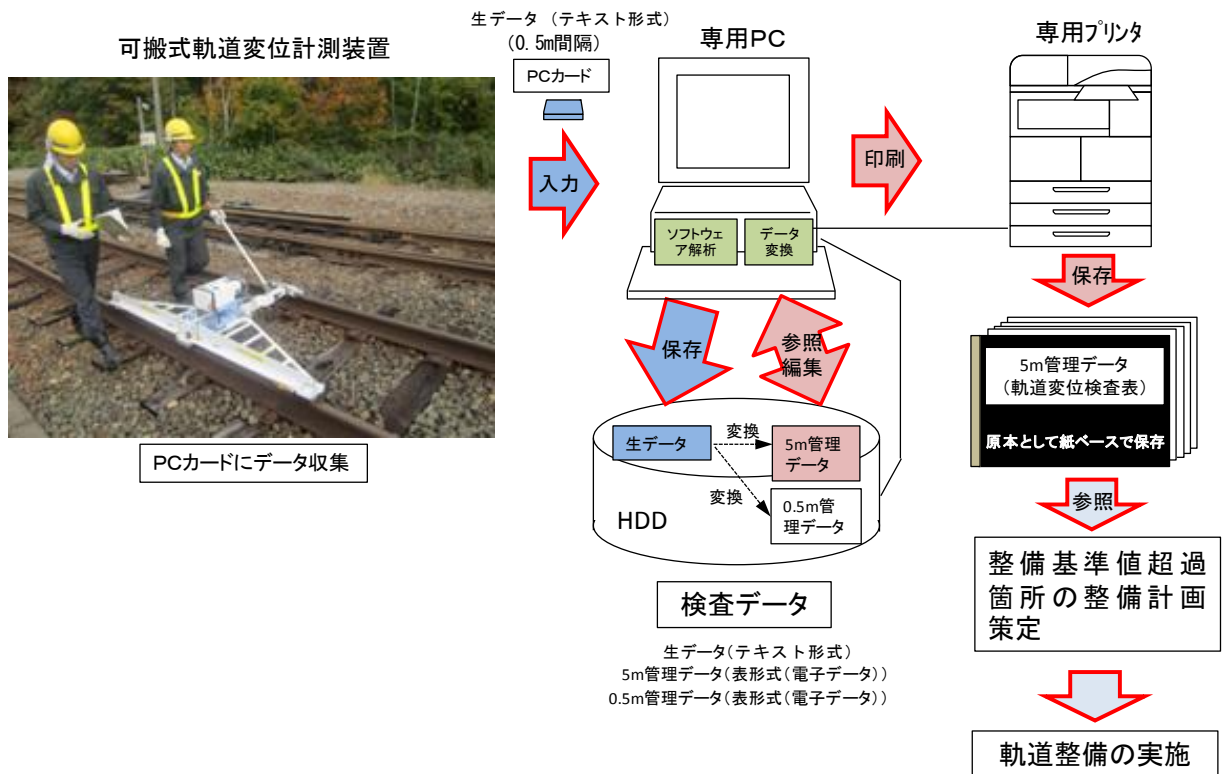 生データ（テキスト形式）
（0.5m間隔）
可搬式軌道変位計測装置
専用PC
専用プリンタ
PCカード
入力
印刷
ソフトウェ
ア解析
データ
変換
保存
保存
参照
編集
5m管理データ
（軌道変位検査表）
原本として紙ベースで保存
PCカードにデータ収集
生データ
変換
5m管理
データ
変換
0.5m管
理データ
HDD
参照
検査データ
整備基準値超過
箇所の整備計画
策定
生データ（テキスト形式）
5m管理データ（表形式（電子データ））
0.5m管理データ（表形式（電子データ））
軌道整備の実施